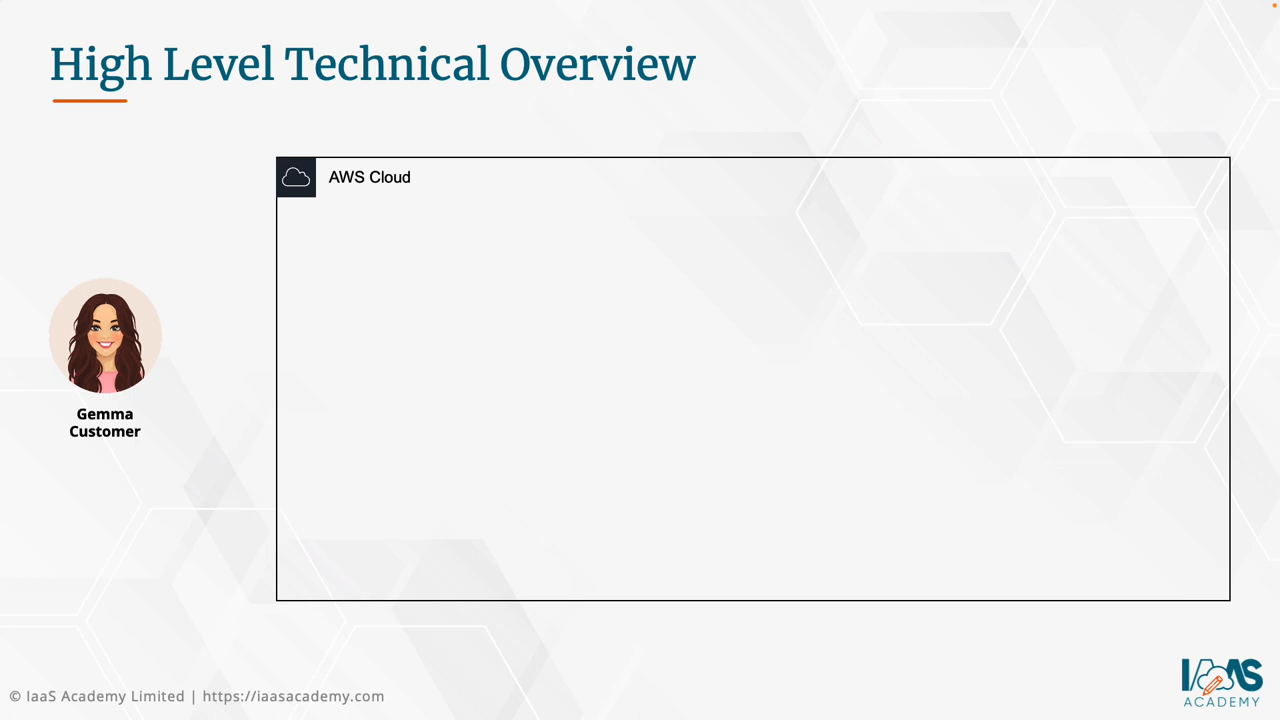 High Level Technical Overview
AWS Cloud
Gemma
Customer
© IaaS Academy Limited | https://iaasacademy.com
IAAS
ACADEMY